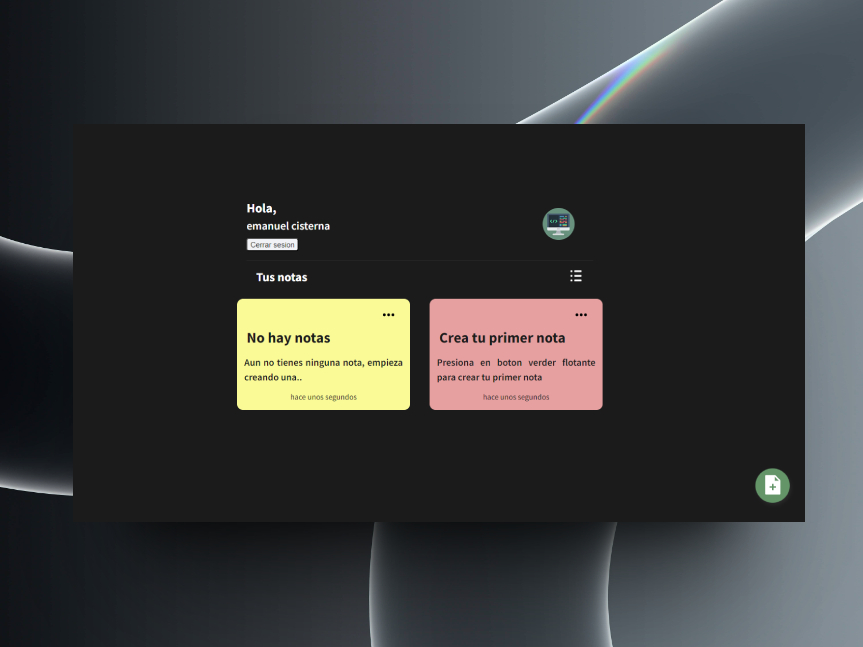 Hola,
emanuel cisterna
Cerrar sesion
Tus notas
No hay notas
Aun no tienes ninguna nota, empieza
creando una..
hace unos segundos
Crea tu primer nota
Presiona en boton verder flotante
para crear tu primer nota
hace unos segundos